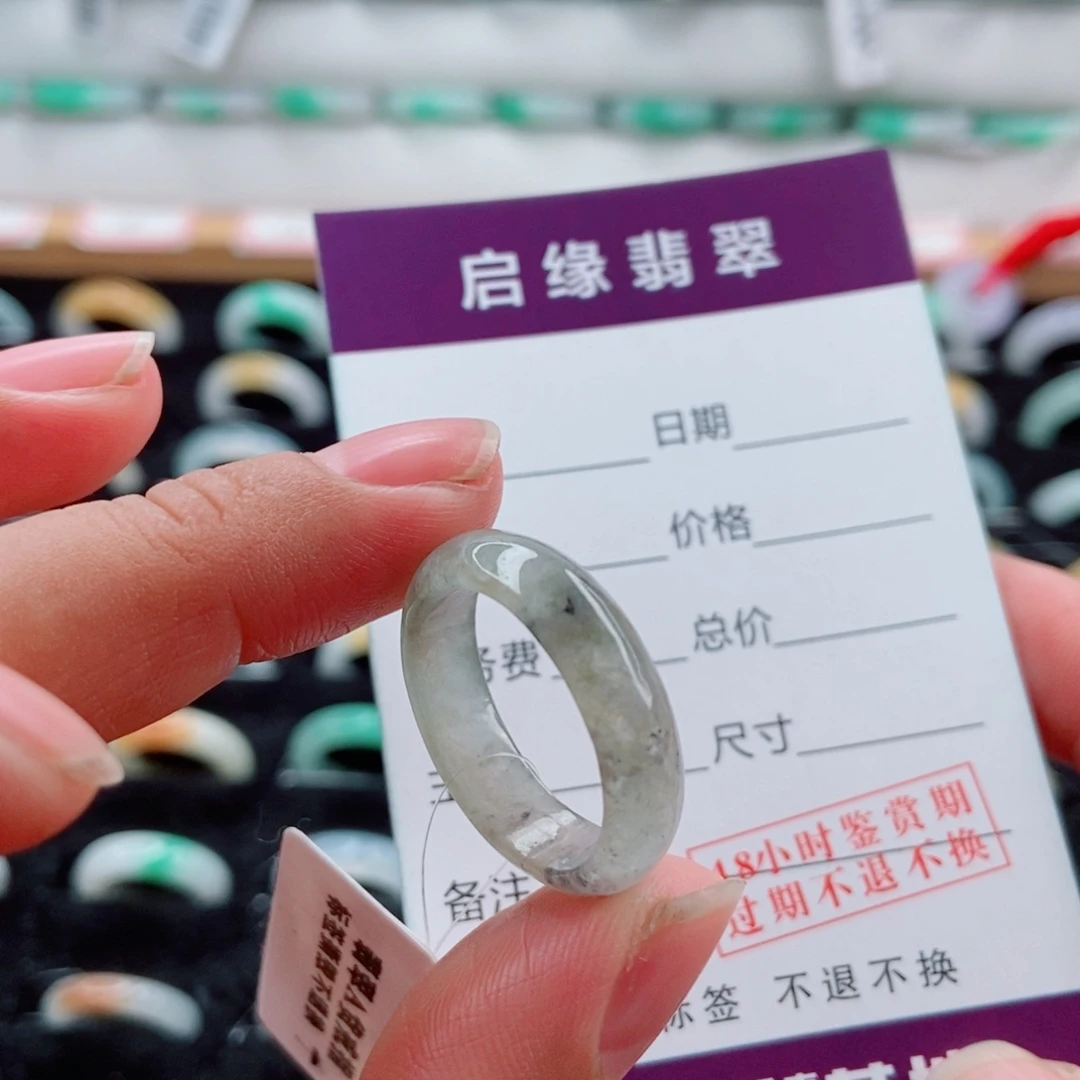 启缘翡翠
日期
价格
费 总价
尺寸
48小时鉴赏期
过期不退不换
备注
标签 不退不换